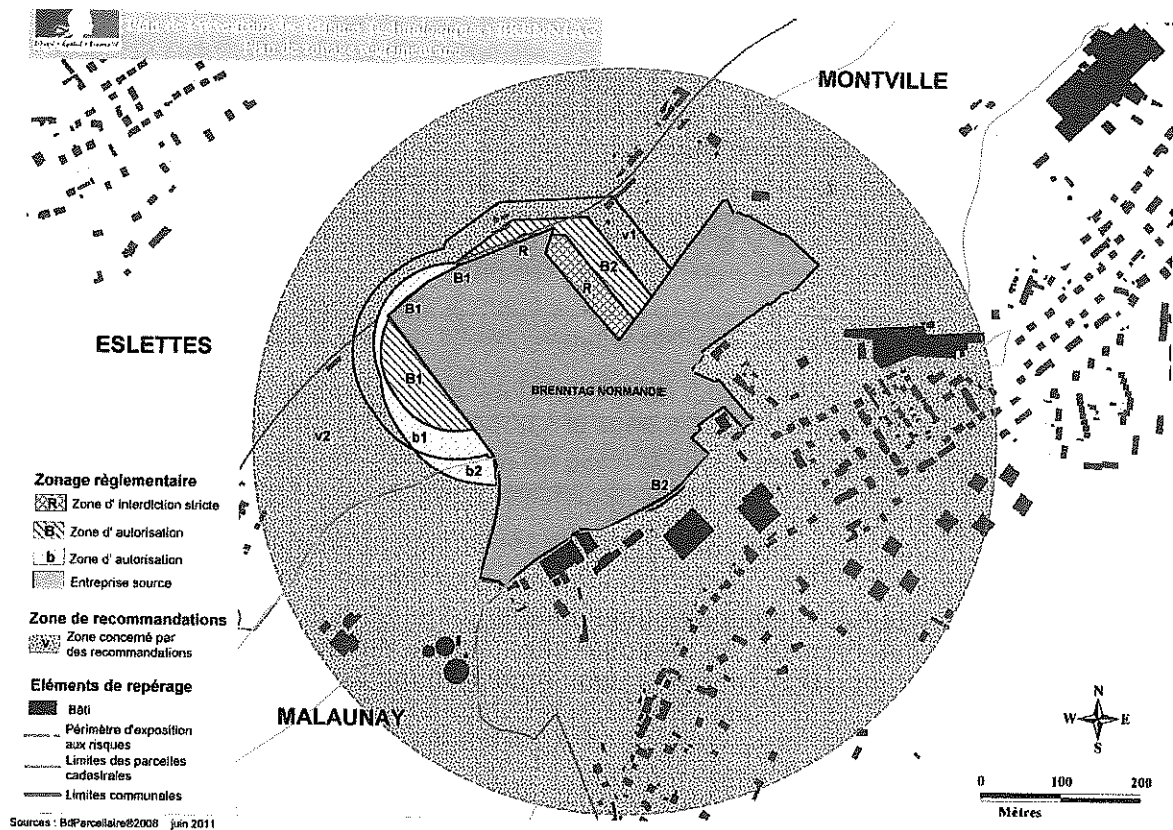 MONTVILLE
v1
R
B2
B1
R
B1
ESLETTES
B1
BRENNTAG NORMANDIE
v2
b1
b2
B2
Zonage règlementaire
R Zone d' interdiction stricte
B Zone d' autorisation
b Zone d' autorisation
Entreprise source
Zone de recommandations
v Zone concerné par
des recommandations
Eléments de repérage
Bâti
Périmètre d'exposition
aux risques
Limites des parcelles
cadastrales
Limites communales
MALAUNAY
N
W E
S
0 100 200
Mètres
Sources : BdParcellaire®2008 juin 2011